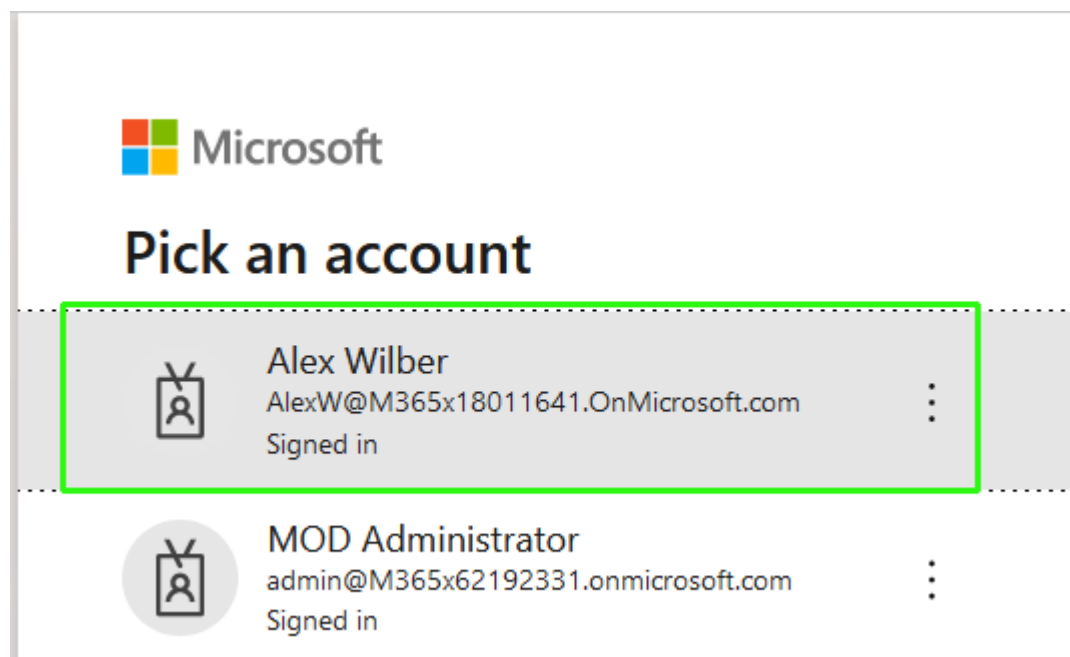 Microsoft
Pick an account
Alex Wilber
AlexW@M365x18011641.OnMicrosoft.com
Signed in
MOD Administrator
admin@M365x62192331.onmicrosoft.com
Signed in